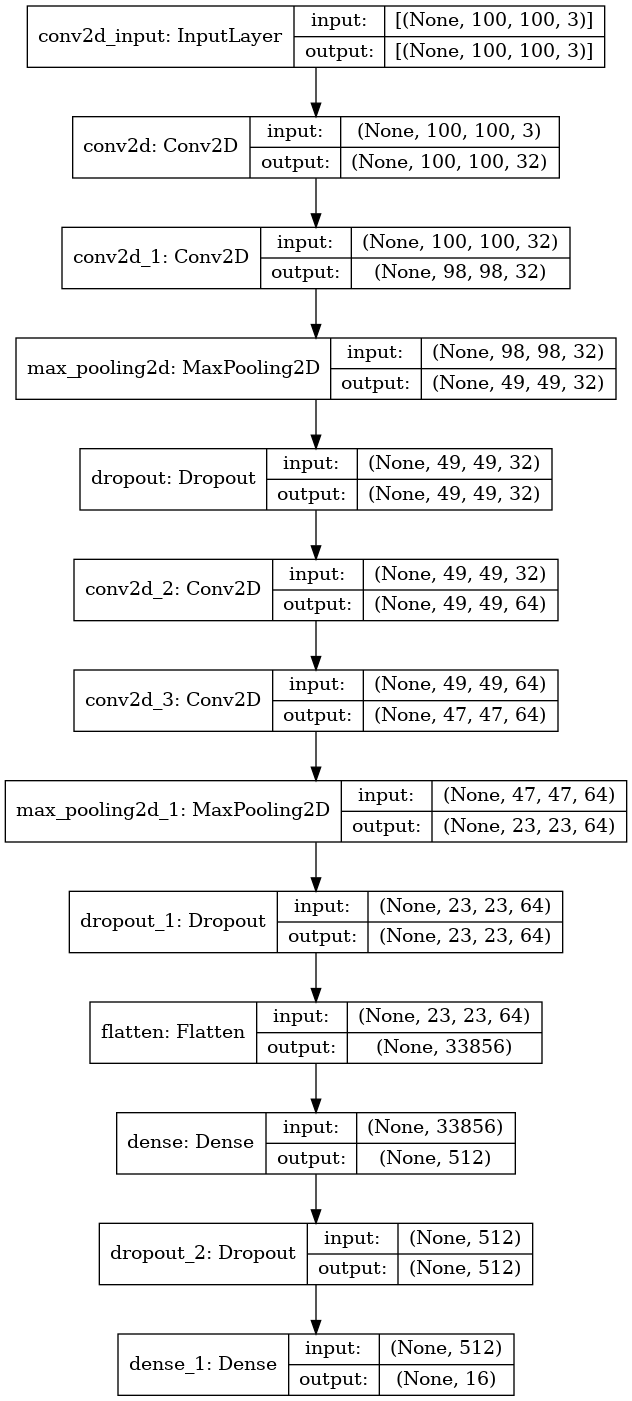 conv2d_input: InputLayer
input:
[(None, 100, 100, 3)]
output:
[(None, 100, 100, 3)]
conv2d: Conv2D
input:
(None, 100, 100, 3)
output:
(None, 100, 100, 32)
conv2d_1: Conv2D
input:
(None, 100, 100, 32)
output:
(None, 98, 98, 32)
max_pooling2d: MaxPooling2D
input:
(None, 98, 98, 32)
output:
(None, 49, 49, 32)
dropout: Dropout
input:
(None, 49, 49, 32)
output:
(None, 49, 49, 32)
conv2d_2: Conv2D
input:
(None, 49, 49, 32)
output:
(None, 49, 49, 64)
conv2d_3: Conv2D
input:
(None, 49, 49, 64)
output:
(None, 47, 47, 64)
max_pooling2d_1: MaxPooling2D
input:
(None, 47, 47, 64)
output:
(None, 23, 23, 64)
dropout_1: Dropout
input:
(None, 23, 23, 64)
output:
(None, 23, 23, 64)
flatten: Flatten
input:
(None, 23, 23, 64)
output:
(None, 33856)
dense: Dense
input:
(None, 33856)
output:
(None, 512)
dropout_2: Dropout
input:
(None, 512)
output:
(None, 512)
dense_1: Dense
input:
(None, 512)
output:
(None, 16)